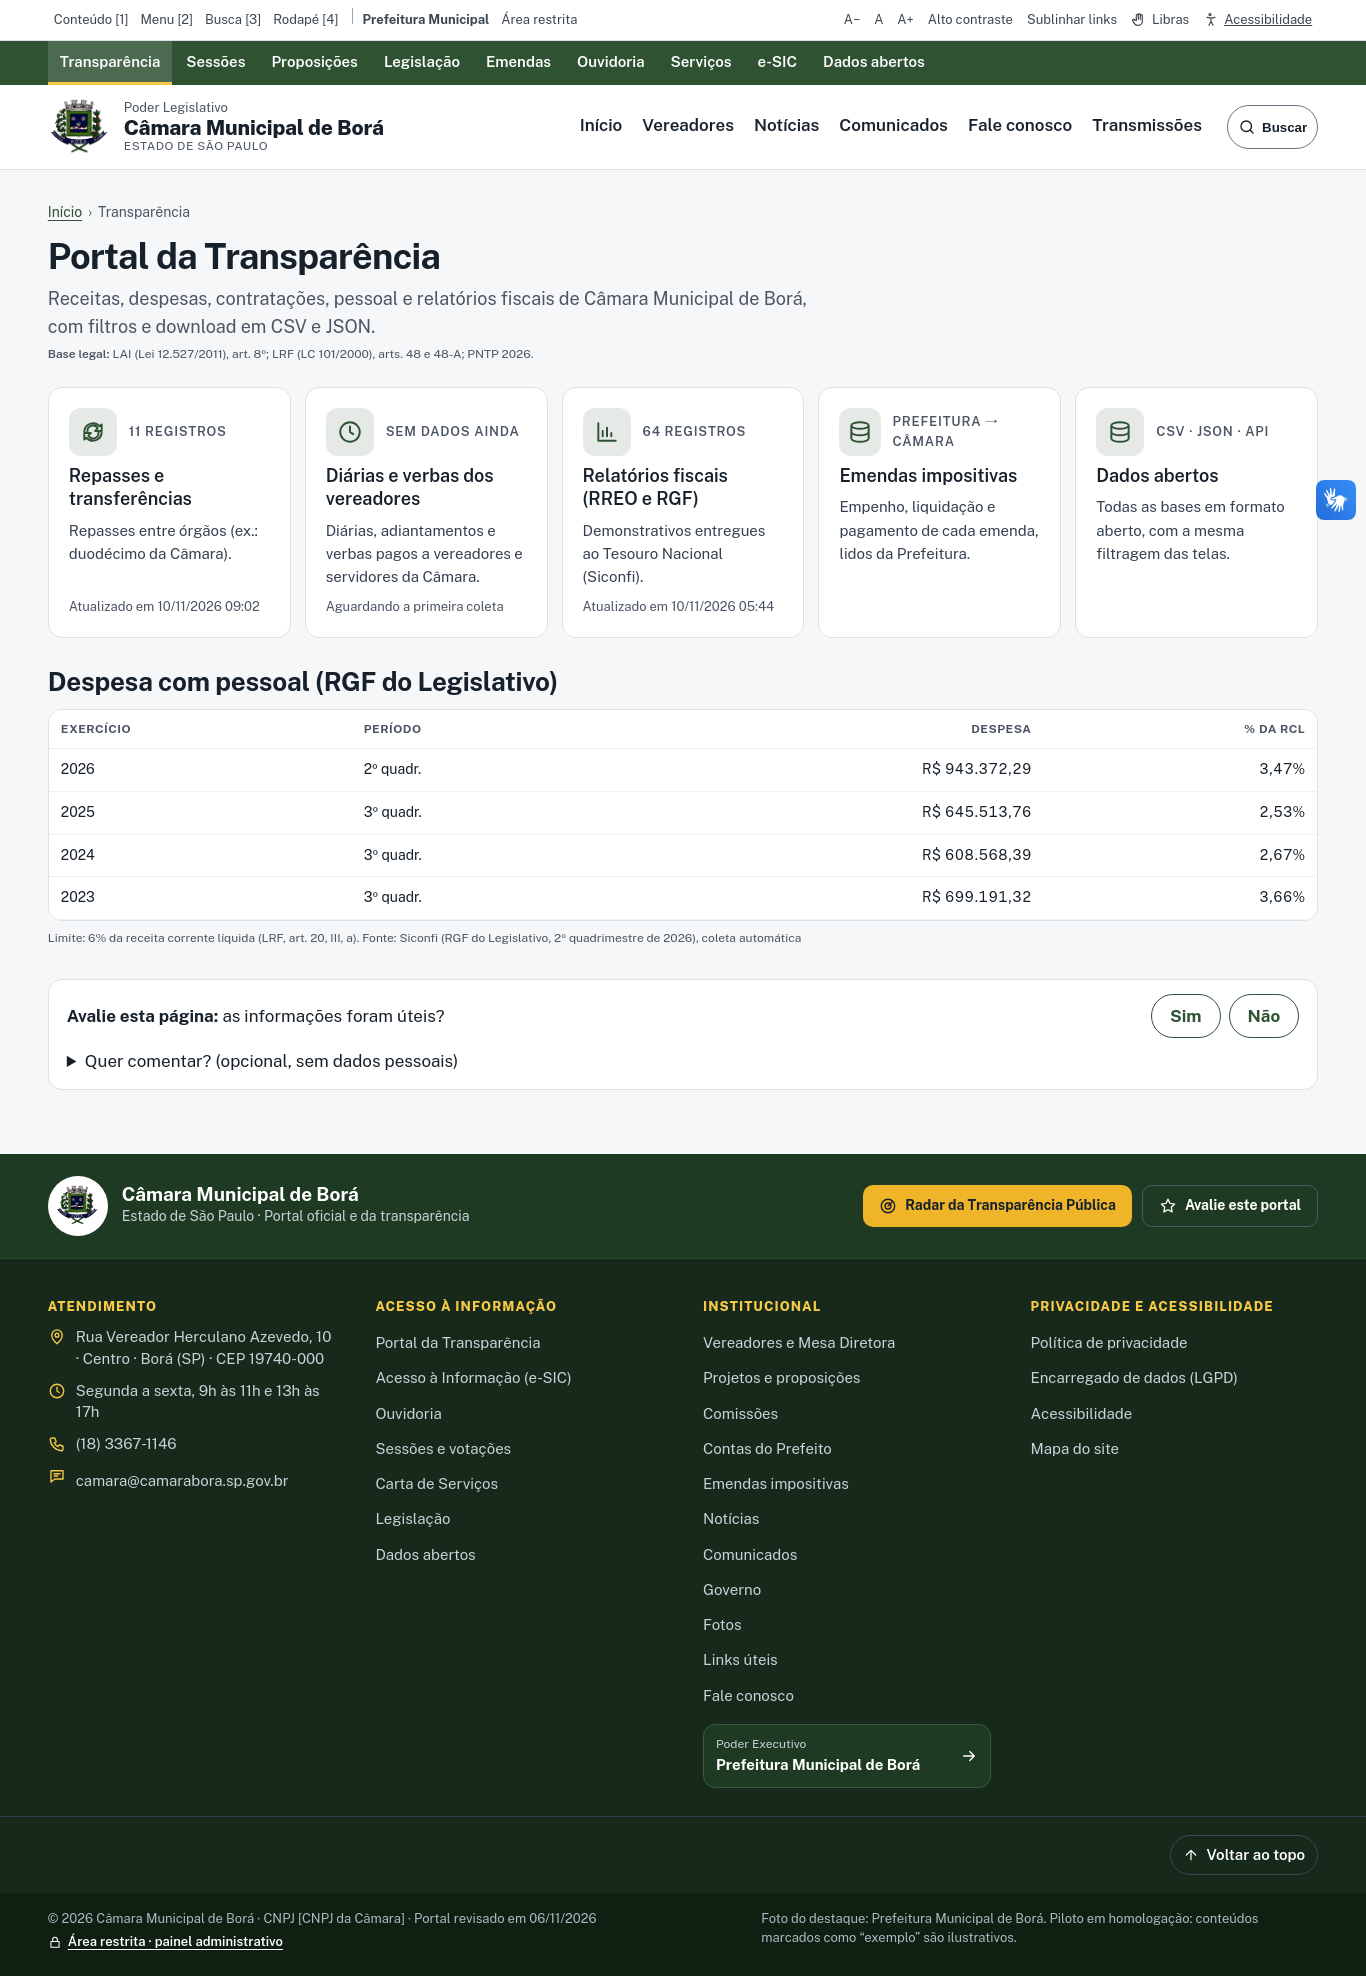 Conteúdo [1] Menu [2] Busca [3] Rodapé [4] Prefeitura Municipal Área restrita A− A A+ Alto contraste Sublinhar links Libras Acessibilidade
Transparência Sessões Proposições Legislação Emendas Ouvidoria Serviços e-SIC Dados abertos
Poder Legislativo
Câmara Municipal de Borá
ESTADO DE SÃO PAULO
Início Vereadores Notícias Comunicados Fale conosco Transmissões Buscar
Início › Transparência
Portal da Transparência
Receitas, despesas, contratações, pessoal e relatórios fiscais de Câmara Municipal de Borá,
com filtros e download em CSV e JSON.
Base legal: LAI (Lei 12.527/2011), art. 8º; LRF (LC 101/2000), arts. 48 e 48-A; PNTP 2026.
11 REGISTROS
Repasses e
transferências
Repasses entre órgãos (ex.:
duodécimo da Câmara).
Atualizado em 10/11/2026 09:02
SEM DADOS AINDA
Diárias e verbas dos
vereadores
Diárias, adiantamentos e
verbas pagos a vereadores e
servidores da Câmara.
Aguardando a primeira coleta
64 REGISTROS
Relatórios fiscais
(RREO e RGF)
Demonstrativos entregues
ao Tesouro Nacional
(Siconfi).
Atualizado em 10/11/2026 05:44
PREFEITURA →
CÂMARA
Emendas impositivas
Empenho, liquidação e
pagamento de cada emenda,
lidos da Prefeitura.
CSV · JSON · API
Dados abertos
Todas as bases em formato
aberto, com a mesma
filtragem das telas.
Despesa com pessoal (RGF do Legislativo)
EXERCÍCIO PERÍODO DESPESA % DA RCL
2026 2º quadr. R$ 943.372,29 3,47%
2025 3º quadr. R$ 645.513,76 2,53%
2024 3º quadr. R$ 608.568,39 2,67%
2023 3º quadr. R$ 699.191,32 3,66%
Limite: 6% da receita corrente líquida (LRF, art. 20, III, a). Fonte: Siconfi (RGF do Legislativo, 2º quadrimestre de 2026), coleta automática
Avalie esta página: as informações foram úteis? Sim Não
Quer comentar? (opcional, sem dados pessoais)
Câmara Municipal de Borá
Estado de São Paulo · Portal oficial e da transparência
Radar da Transparência Pública Avalie este portal
ATENDIMENTO
Rua Vereador Herculano Azevedo, 10
· Centro · Borá (SP) · CEP 19740-000
Segunda a sexta, 9h às 11h e 13h às
17h
(18) 3367-1146
camara@camarabora.sp.gov.br
ACESSO À INFORMAÇÃO
Portal da Transparência
Acesso à Informação (e-SIC)
Ouvidoria
Sessões e votações
Carta de Serviços
Legislação
Dados abertos
INSTITUCIONAL
Vereadores e Mesa Diretora
Projetos e proposições
Comissões
Contas do Prefeito
Emendas impositivas
Notícias
Comunicados
Governo
Fotos
Links úteis
Fale conosco
Poder Executivo
Prefeitura Municipal de Borá →
PRIVACIDADE E ACESSIBILIDADE
Política de privacidade
Encarregado de dados (LGPD)
Acessibilidade
Mapa do site
Voltar ao topo
© 2026 Câmara Municipal de Borá · CNPJ [CNPJ da Câmara] · Portal revisado em 06/11/2026
Área restrita · painel administrativo
Foto do destaque: Prefeitura Municipal de Borá. Piloto em homologação: conteúdos
marcados como “exemplo” são ilustrativos.